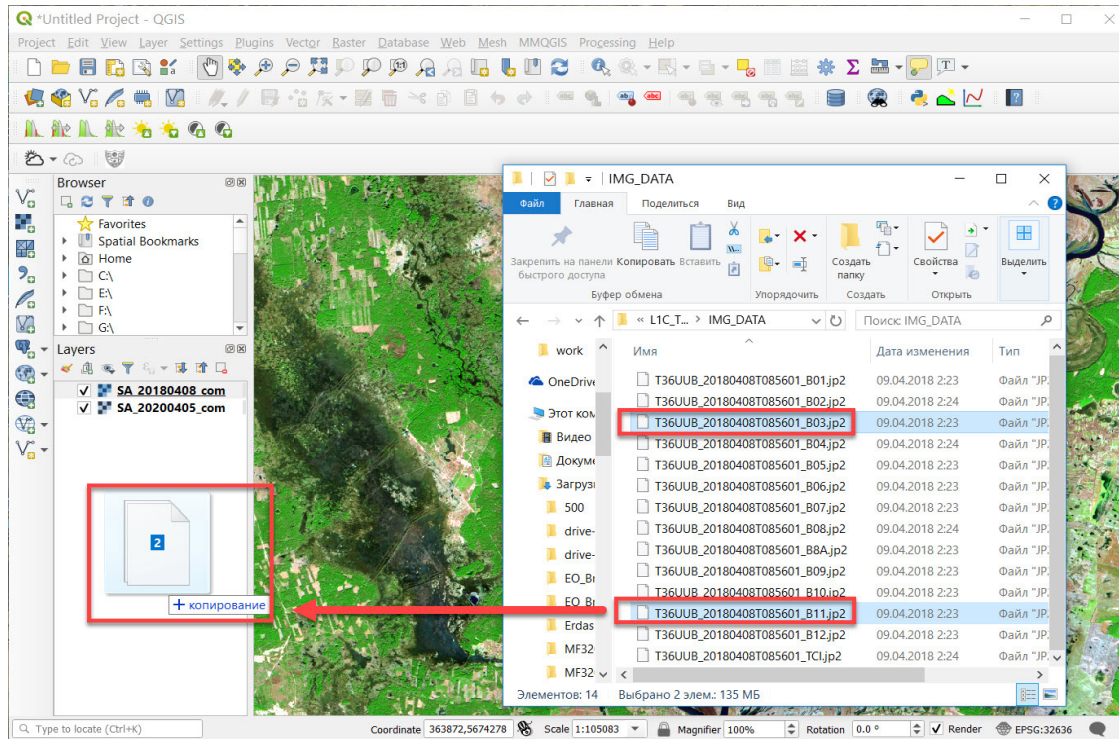 *Untitled Project - QGIS
Project Edit View Layer Settings Plugins Vector Raster Database Web Mesh MMQGIS Processing Help
abc
Browser
Favorites
Spatial Bookmarks
Home
C:\
E:\
F:\
G:\
Layers
SA_20180408_com
SA_20200405_com
2
копирование
IMG_DATA
Файл Главная Поделиться Вид
Закрепить на панели быстрого доступа
Копировать
Вставить
Создать папку
Свойства
Выделить
Буфер обмена Упорядочить Создать Открыть
« L1C_T... > IMG_DATA Поиск: IMG_DATA
Имя Дата изменения Тип
work
OneDrive
Этот ком
Видео
Докуме
Загрузі
500
drive-
drive-
EO_Br
EO_Br
Erdas
MF32
MF32
T36UUB_20180408T085601_B01.jp2 09.04.2018 2:23 Файл "JP.
T36UUB_20180408T085601_B02.jp2 09.04.2018 2:24 Файл "JP.
T36UUB_20180408T085601_B03.jp2 09.04.2018 2:23 Файл "JP.
T36UUB_20180408T085601_B04.jp2 09.04.2018 2:24 Файл "JP.
T36UUB_20180408T085601_B05.jp2 09.04.2018 2:23 Файл "JP.
T36UUB_20180408T085601_B06.jp2 09.04.2018 2:23 Файл "JP.
T36UUB_20180408T085601_B07.jp2 09.04.2018 2:23 Файл "JP.
T36UUB_20180408T085601_B08.jp2 09.04.2018 2:24 Файл "JP.
T36UUB_20180408T085601_B8A.jp2 09.04.2018 2:23 Файл "JP.
T36UUB_20180408T085601_B09.jp2 09.04.2018 2:23 Файл "JP.
T36UUB_20180408T085601_B10.jp2 09.04.2018 2:23 Файл "JP.
T36UUB_20180408T085601_B11.jp2 09.04.2018 2:23 Файл "JP.
T36UUB_20180408T085601_B12.jp2 09.04.2018 2:23 Файл "JP.
T36UUB_20180408T085601_TCI.jp2 09.04.2018 2:24 Файл "JP.
Элементов: 14 Выбрано 2 элем.: 135 МБ
Type to locate (Ctrl+K) Coordinate 363872,5674278 Scale 1:105083 Magnifier 100% Rotation 0.0 ° Render EPSG:32636